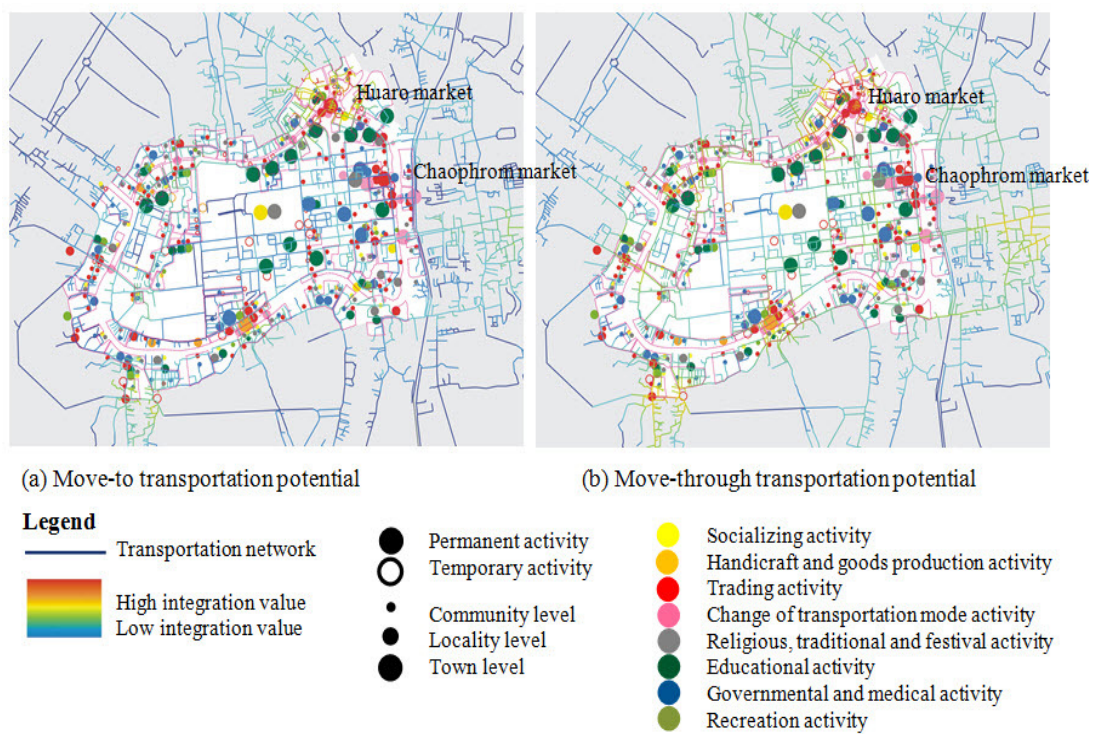 Huaro market
Chaophrom market
Huaro market
Chaophrom market
(a) Move-to transportation potential
(b) Move-through transportation potential
Legend
Transportation network
High integration value
Low integration value
Permanent activity
Temporary activity
Community level
Locality level
Town level
Socializing activity
Handicraft and goods production activity
Trading activity
Change of transportation mode activity
Religious, traditional and festival activity
Educational activity
Governmental and medical activity
Recreation activity